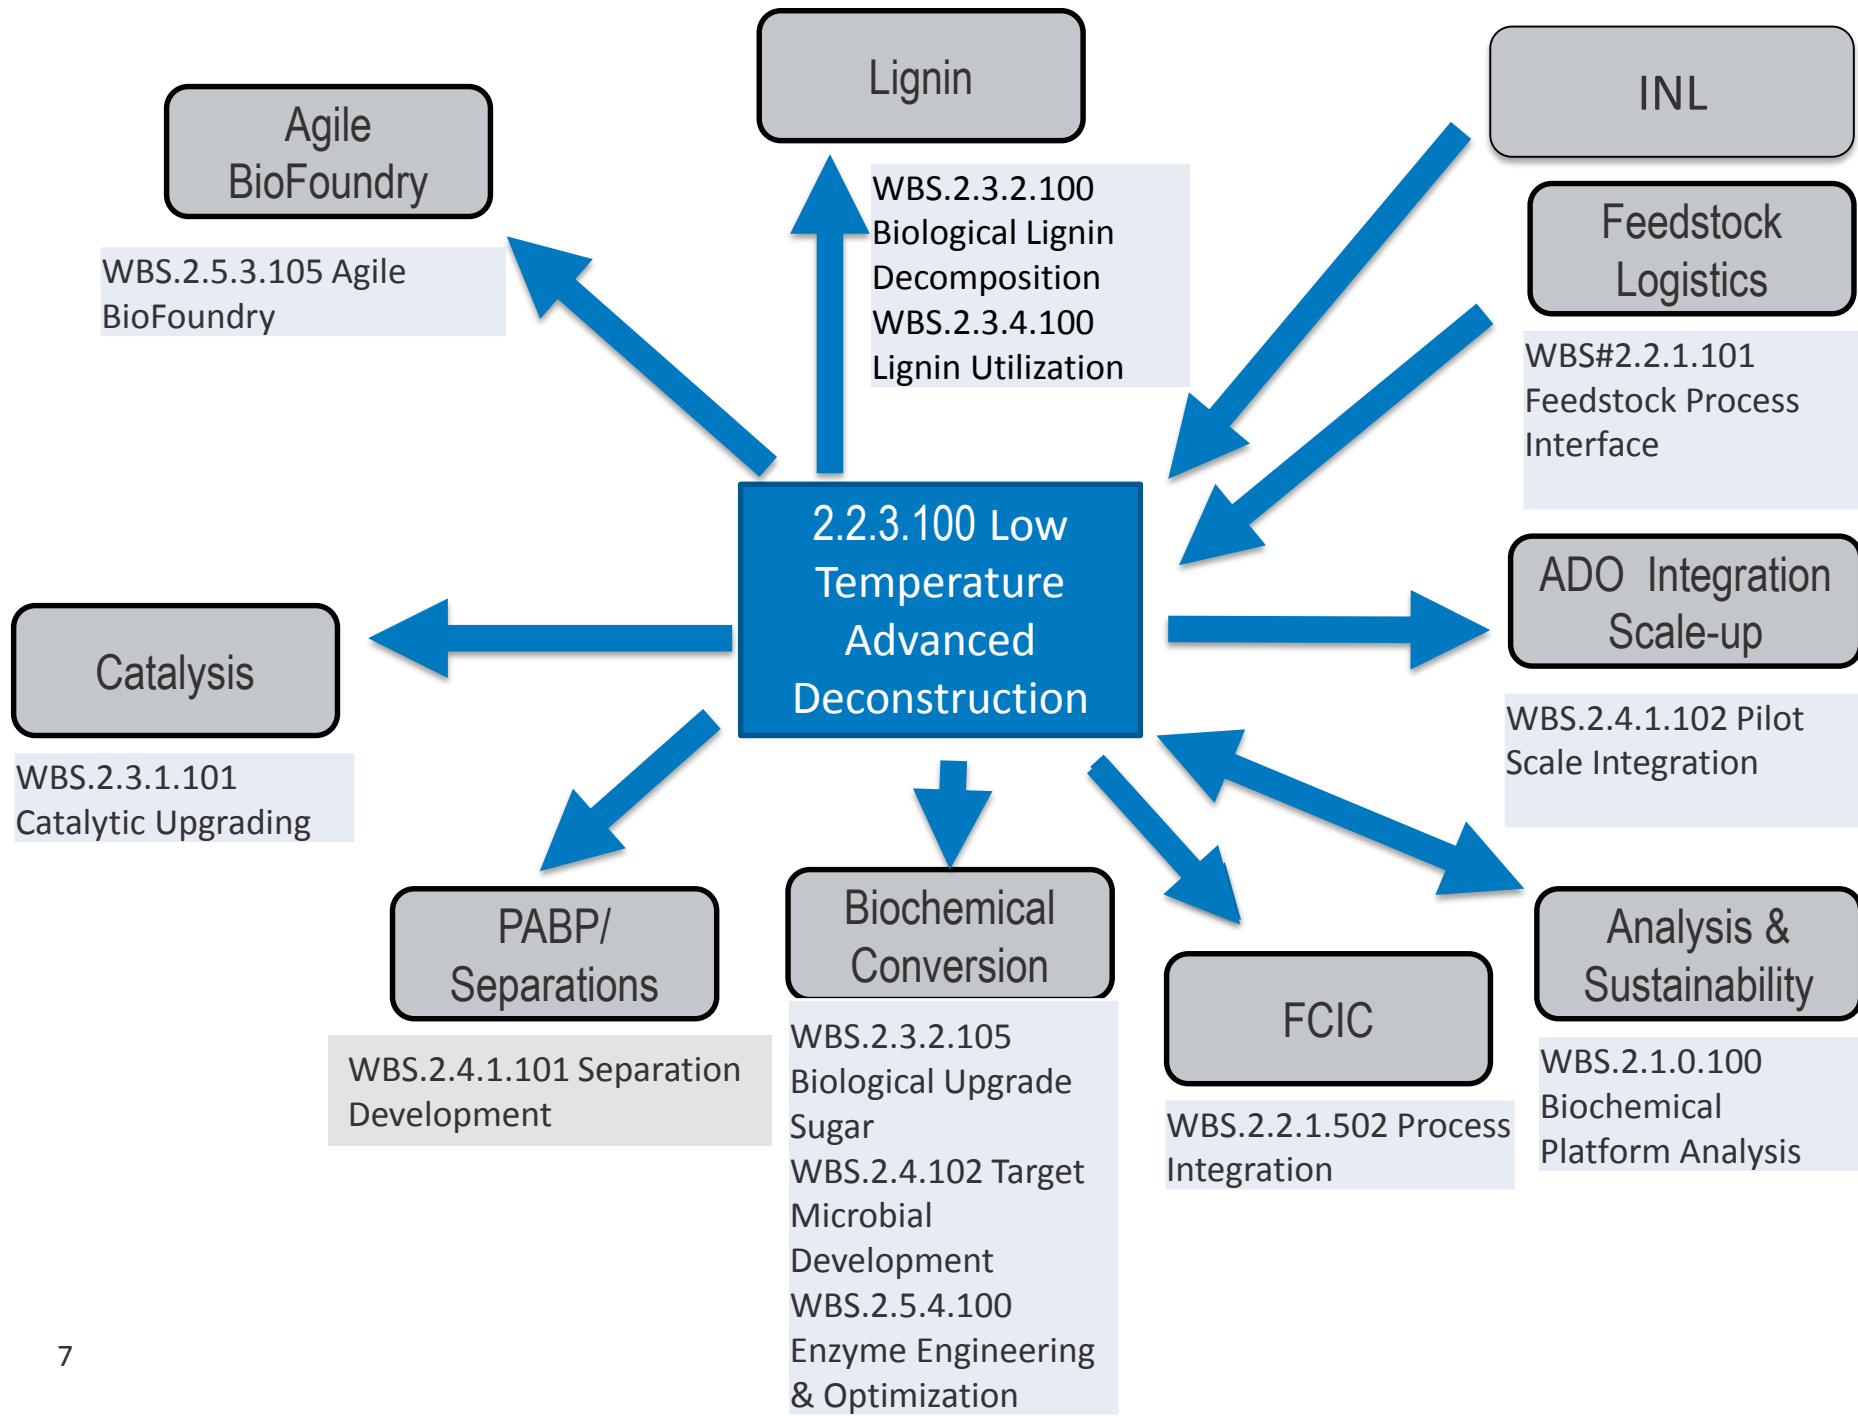 Lignin
INL
Agile
BioFoundry
WBS.2.5.3.105 Agile
BioFoundry
WBS.2.3.2.100
Biological Lignin
Decomposition
WBS.2.3.4.100
Lignin Utilization
Feedstock
Logistics
WBS#2.2.1.101
Feedstock Process
Interface
2.2.3.100 Low
Temperature
Advanced
Deconstruction
ADO Integration
Scale-up
WBS.2.4.1.102 Pilot
Scale Integration
Catalysis
WBS.2.3.1.101
Catalytic Upgrading
PABP/
Separations
WBS.2.4.1.101 Separation
Development
Biochemical
Conversion
WBS.2.3.2.105
Biological Upgrade
Sugar
WBS.2.4.102 Target
Microbial
Development
WBS.2.5.4.100
Enzyme Engineering
& Optimization
FCIC
WBS.2.2.1.502 Process
Integration
Analysis &
Sustainability
WBS.2.1.0.100
Biochemical
Platform Analysis
7